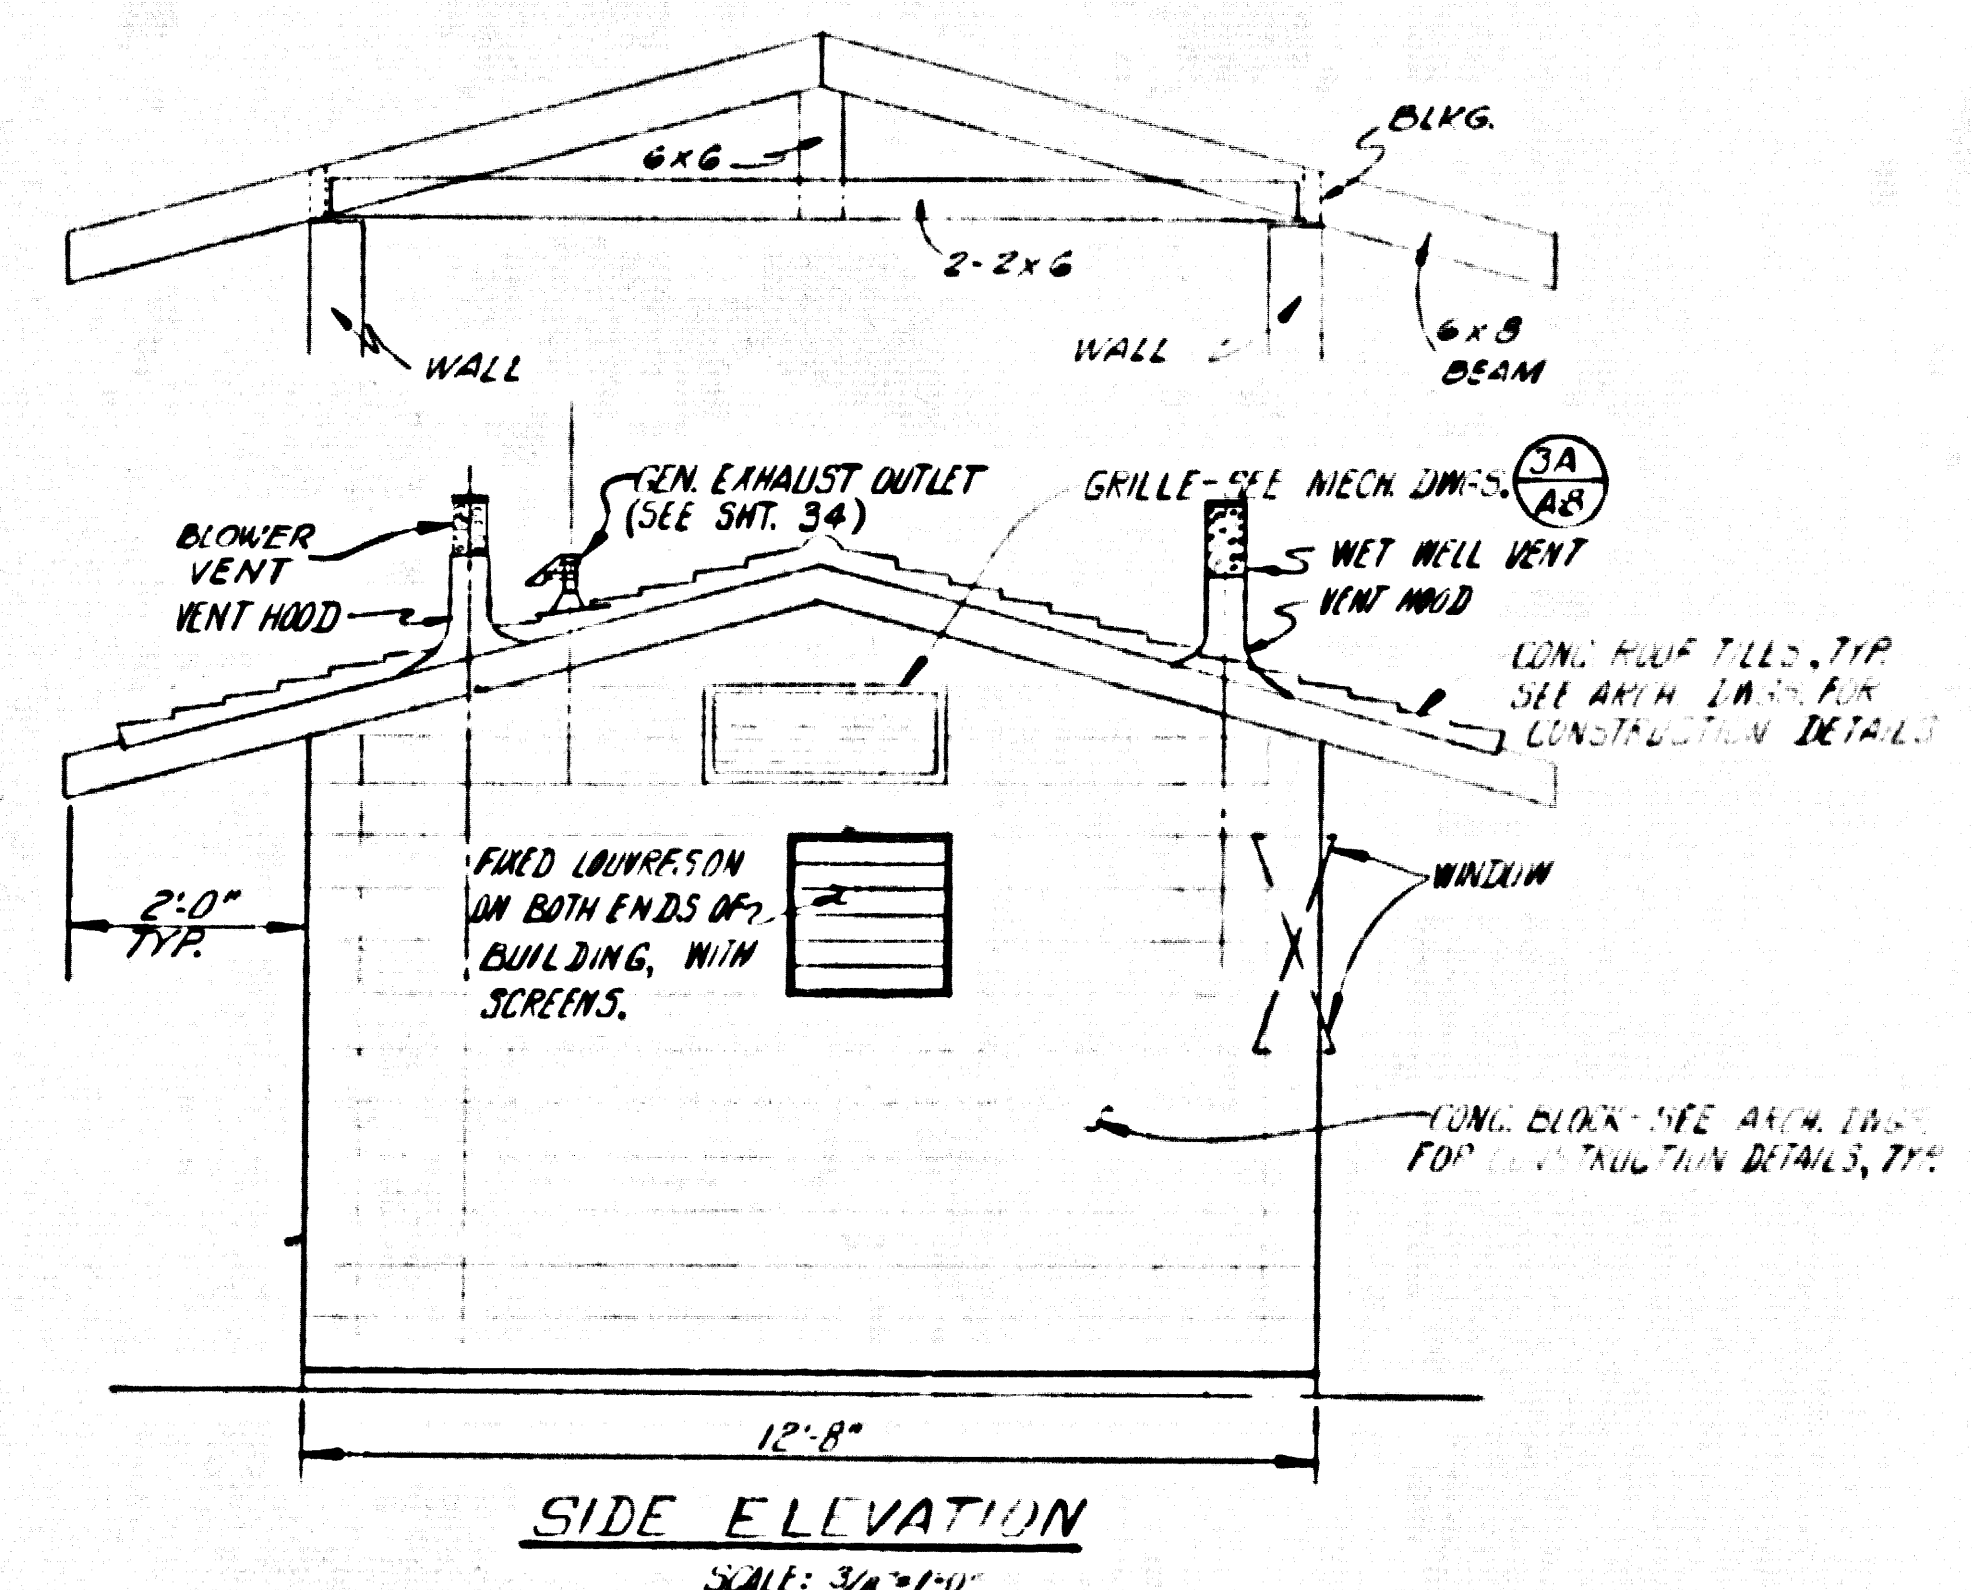 BLKG.
6x6
2-2x6
WALL
WALL
6x8
BEAM
GEN. EXHAUST OUTLET
(SEE SHT. 34)
GRILLE-SEE MECH. DWGS.
3A
A8
BLOWER
VENT
VENT HOOD
WET WELL VENT
VENT HOOD
CONC. ROOF TILES, TYP.
SEE ARCH. DWGS. FOR
CONSTRUCTION DETAILS
FIXED LOUVRES ON
ON BOTH ENDS OF
BUILDING, WITH
SCREENS.
WINDOW
2'-0"
TYP.
CONC. BLOCK-SEE ARCH. DWGS.
FOR CONSTRUCTION DETAILS, TYP.
12'-8"
SIDE ELEVATION
SCALE: 3/8"=1'-0"